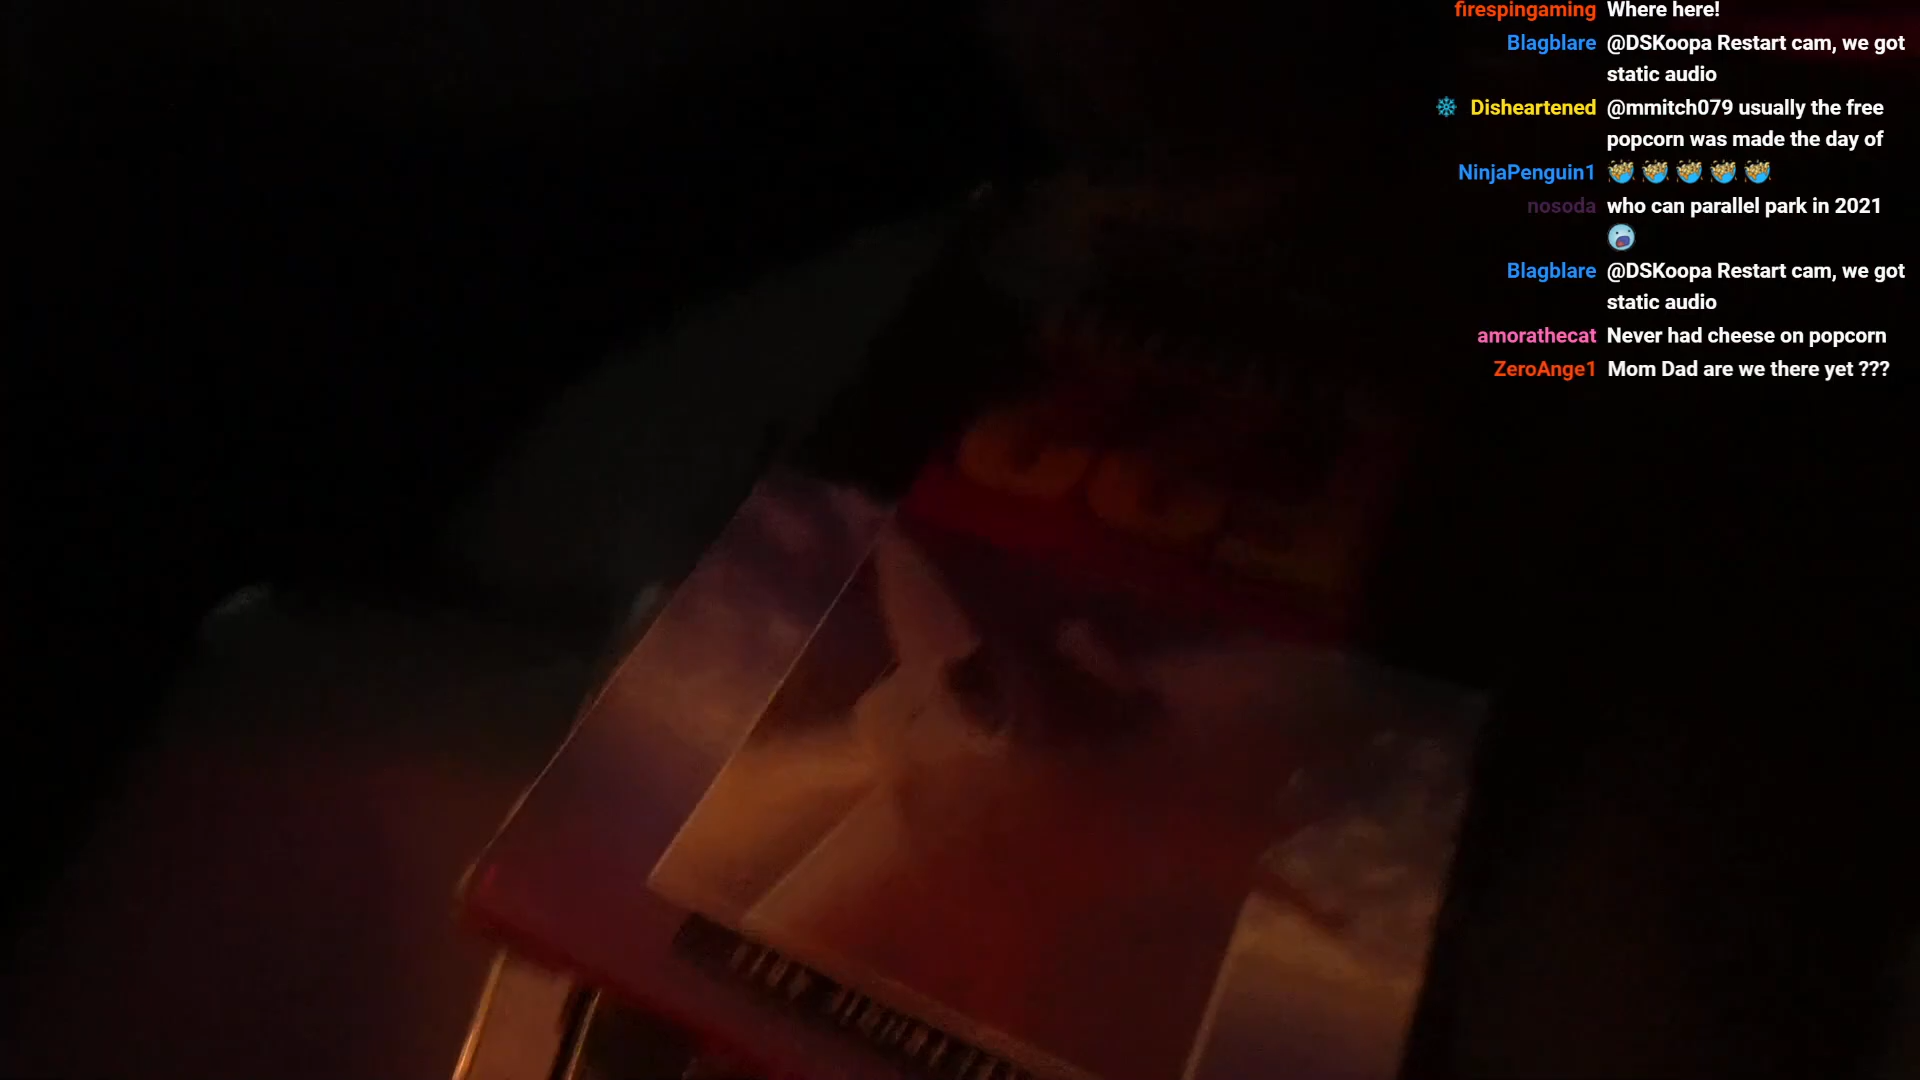 firespingaming Where here!
Blagblare @DSKoopa Restart cam, we got
static audio
Disheartened @mmitch079 usually the free
popcorn was made the day of
NinjaPenguin1
nosoda who can parallel park in 2021
Blagblare @DSKoopa Restart cam, we got
static audio
amorathecat Never had cheese on popcorn
ZeroAnge1 Mom Dad are we there yet ???